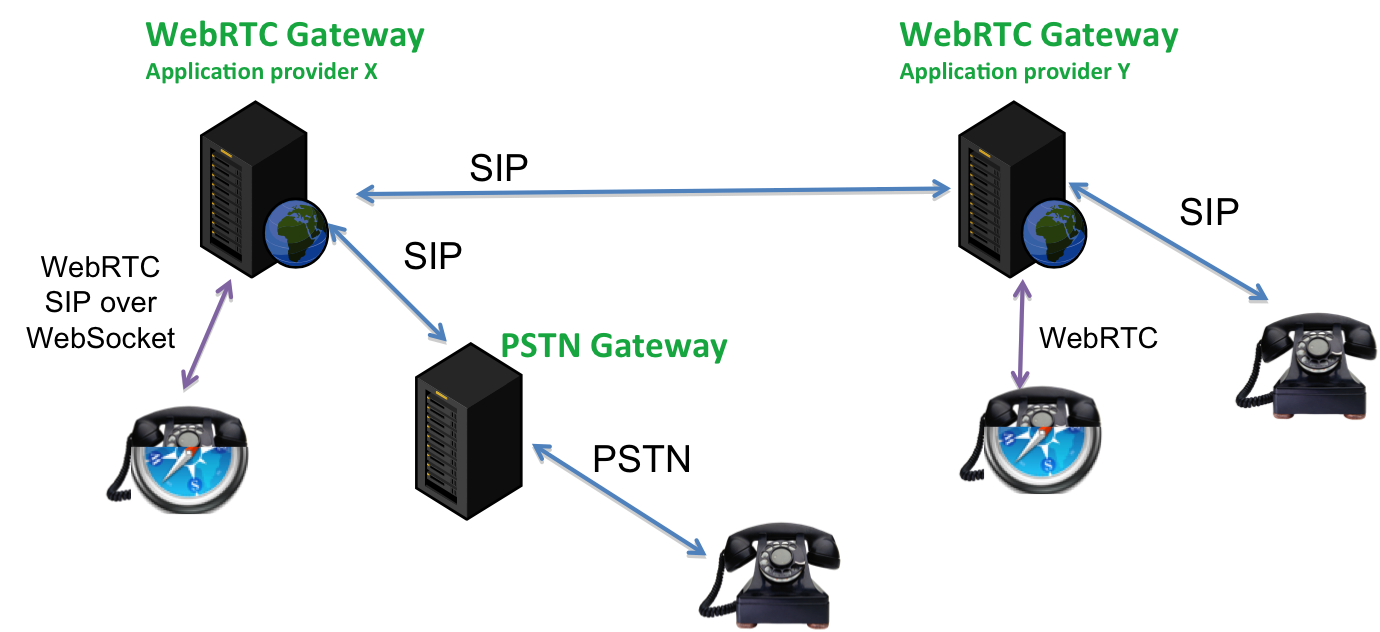 WebRTC Gateway
Application provider X
WebRTC Gateway
Application provider Y
SIP
SIP
SIP
WebRTC
SIP over
WebSocket
PSTN Gateway
WebRTC
PSTN